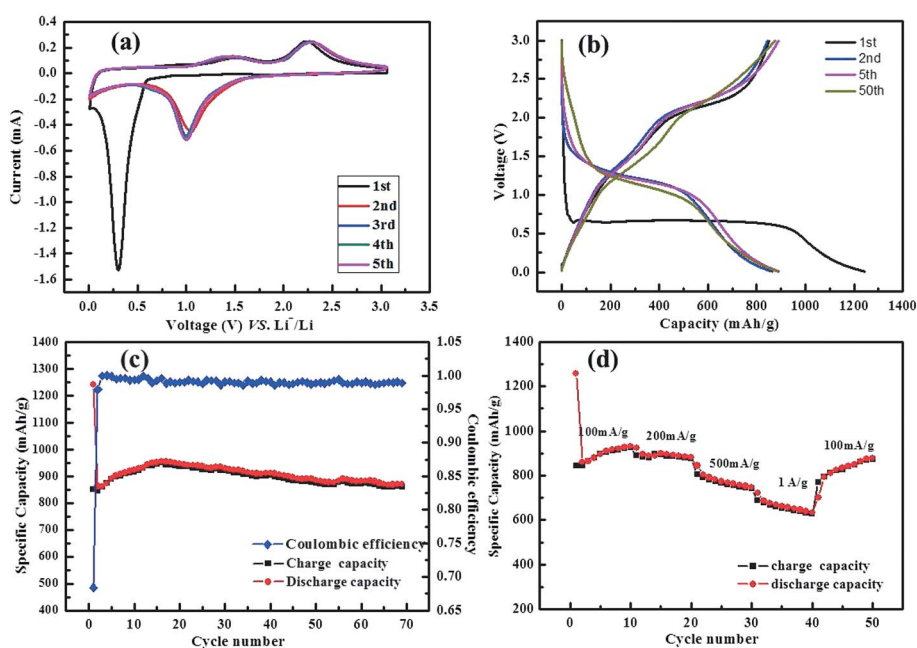 (a)
0.4
0.2
0.0
-0.2
-0.4
-0.6
-0.8
-1.0
-1.2
-1.4
-1.6
Current (mA)
1st
2nd
3rd
4th
5th
0.0 0.5 1.0 1.5 2.0 2.5 3.0 3.5
Voltage (V) VS. Li⁻/Li
(b)
3.0
2.5
2.0
1.5
1.0
0.5
0.0
Voltage (V)
1st
2nd
5th
50th
0 200 400 600 800 1000 1200 1400
Capacity (mAh/g)
(c)
1400
1300
1200
1100
1000
900
800
700
600
500
400
Specific Capacity (mAh/g)
1.05
1.00
0.95
0.90
0.85
0.80
0.75
0.70
0.65
Coulombic efficiency
Coulombic efficiency
Charge capacity
Discharge capacity
0 10 20 30 40 50 60 70
Cycle number
(d)
1400
1200
1000
800
600
400
200
Specific Capacity (mAh/g)
100mA/g
200mA/g
500mA/g
1 A/g
100mA/g
charge capacity
discharge capacity
0 10 20 30 40 50
Cycle number